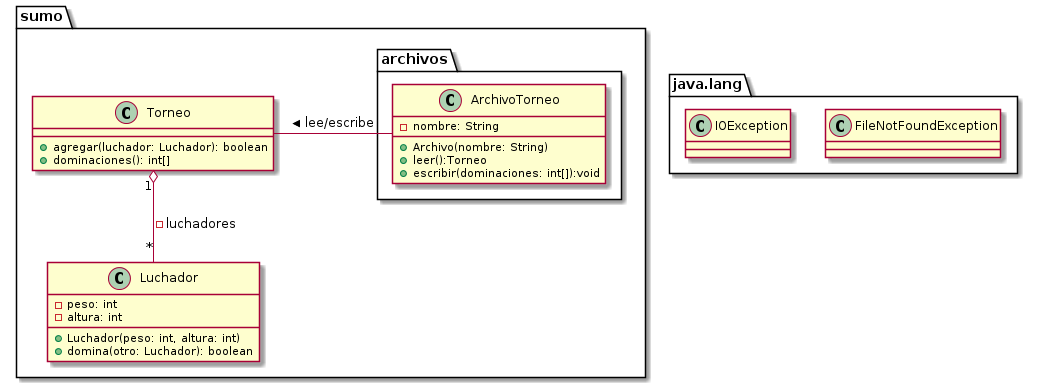 sumo
archivos
C ArchivoTorneo
nombre: String
Archivo(nombre: String)
leer():Torneo
escribir(dominaciones: int[]):void
C Torneo
agregar(luchador: Luchador): boolean
dominaciones(): int[]
◄ lee/escribe
1
luchadores
*
C Luchador
peso: int
altura: int
Luchador(peso: int, altura: int)
domina(otro: Luchador): boolean
java.lang
C IOException
C FileNotFoundException